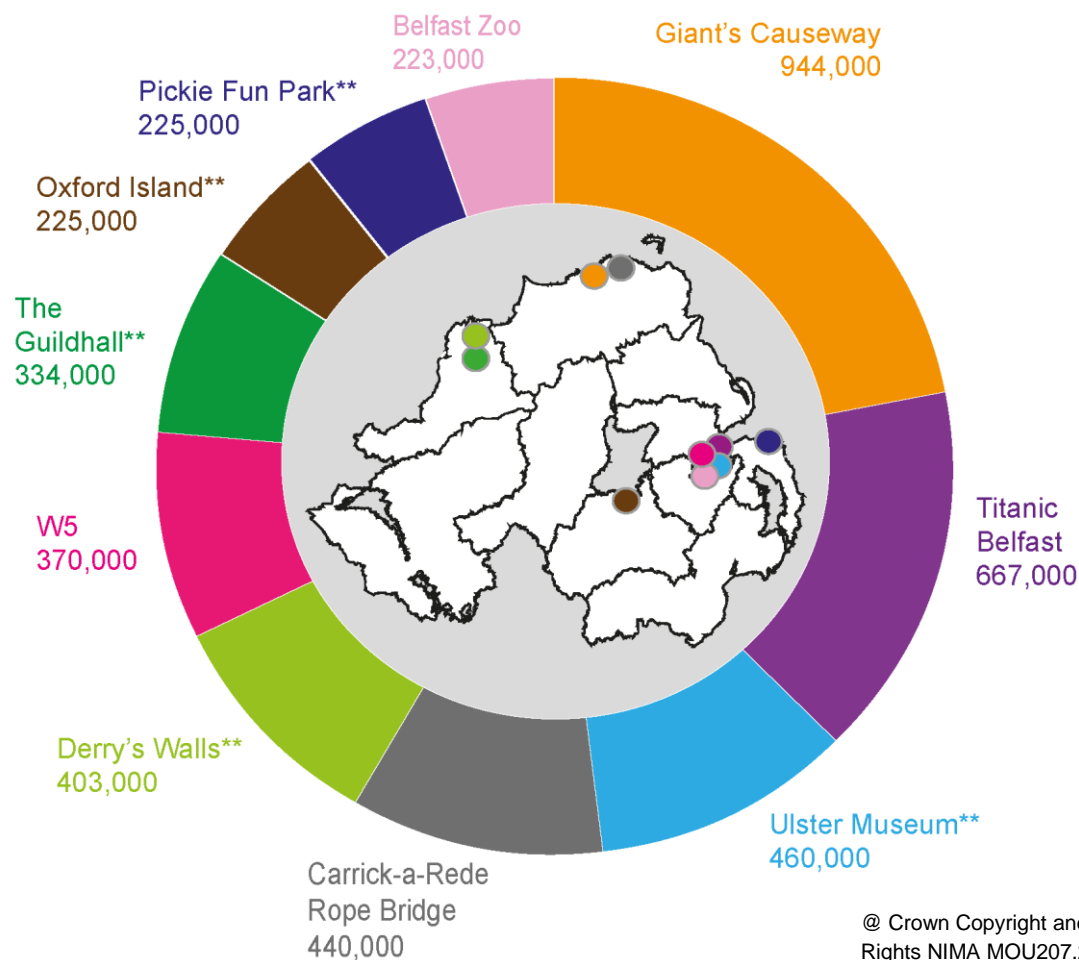 Belfast Zoo
223,000
Giant's Causeway
944,000
Pickie Fun Park**
225,000
Oxford Island**
225,000
The
Guildhall**
334,000
W5
370,000
Titanic
Belfast
667,000
Derry's Walls**
403,000
Ulster Museum**
460,000
Carrick-a-Rede
Rope Bridge
440,000
@ Crown Copyright and
Rights NIMA MOU207.